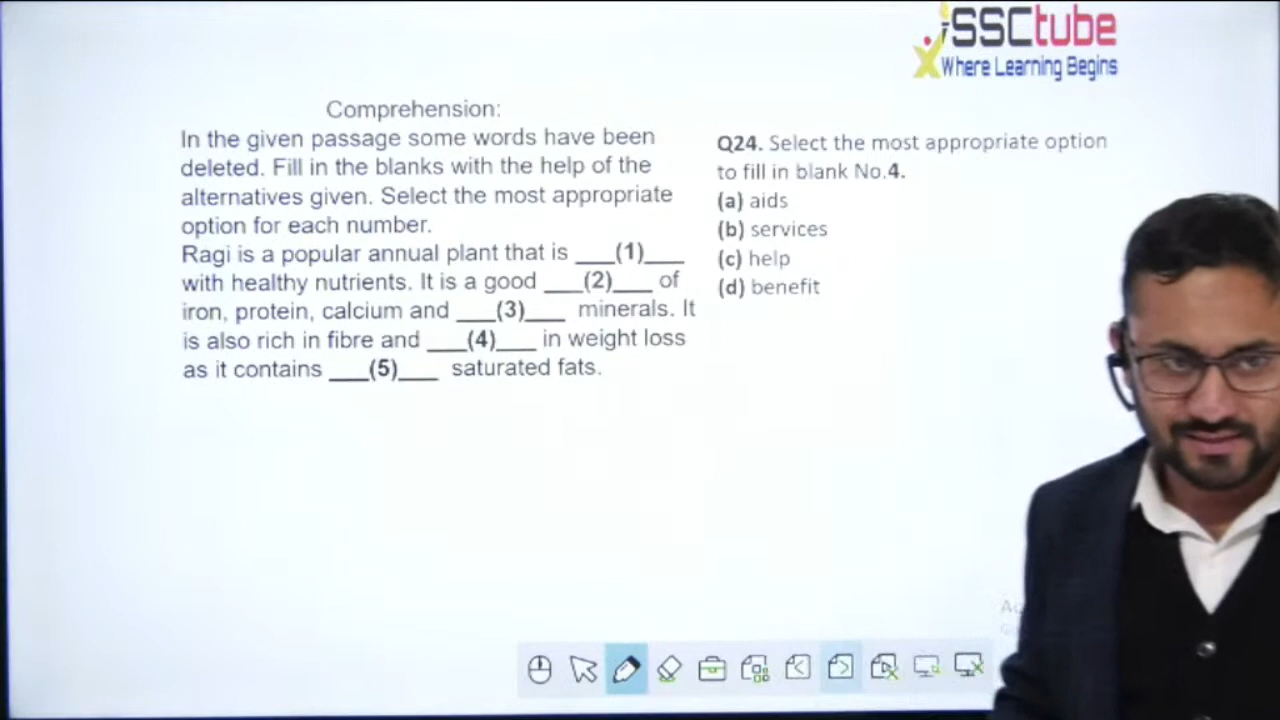 SSCtube
Where Learning Begins
Comprehension:
In the given passage some words have been
deleted. Fill in the blanks with the help of the
alternatives given. Select the most appropriate
option for each number.
Ragi is a popular annual plant that is ___(1)___
with healthy nutrients. It is a good ___(2)___ of
iron, protein, calcium and ___(3)___ minerals. It
is also rich in fibre and ___(4)___ in weight loss
as it contains ___(5)___ saturated fats.
Q24. Select the most appropriate option
to fill in blank No.4.
(a) aids
(b) services
(c) help
(d) benefit